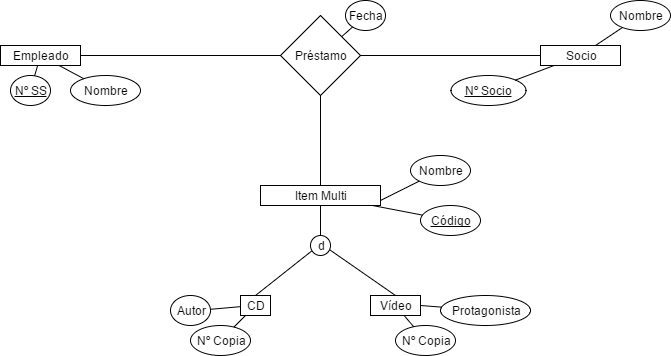 Fecha
Nombre
Empleado
Préstamo
Socio
Nº SS
Nombre
Nº Socio
Nombre
Item Multi
Código
d
Autor
CD
Vídeo
Protagonista
Nº Copia
Nº Copia